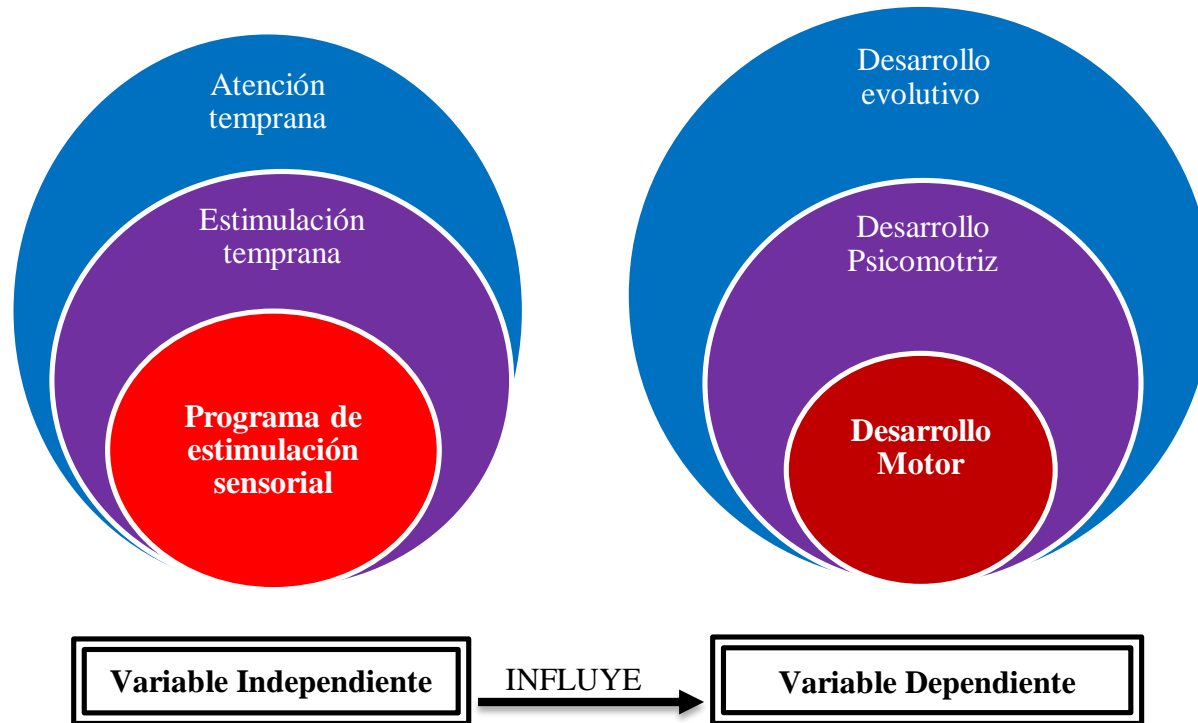 Atención
temprana
Estimulación
temprana
Programa de
estimulación
sensorial
Desarrollo
evolutivo
Desarrollo
Psicomotriz
Desarrollo
Motor
Variable Independiente
INFLUYE
Variable Dependiente